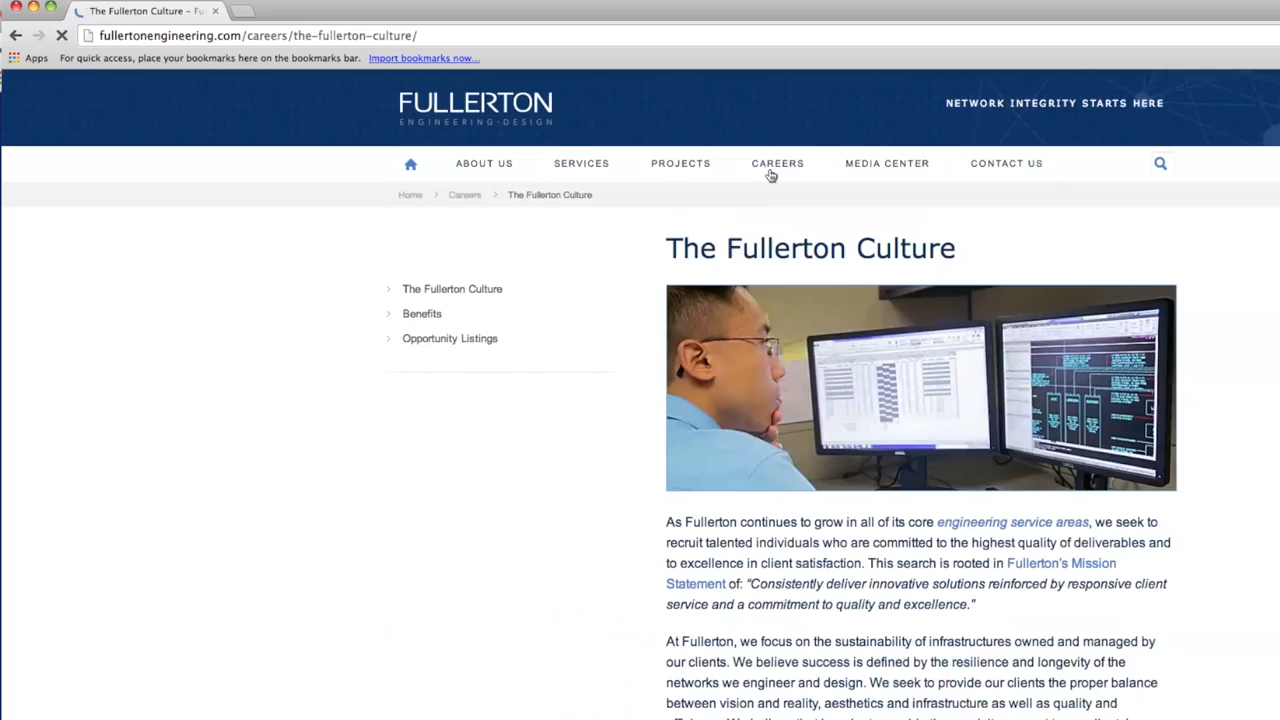 The Fullerton Culture – Fu
fullertonengineering.com/careers/the-fullerton-culture/
Apps For quick access, place your bookmarks here on the bookmarks bar. Import bookmarks now...
FULLERTON
ENGINEERING·DESIGN
NETWORK INTEGRITY STARTS HERE
ABOUT US SERVICES PROJECTS CAREERS MEDIA CENTER CONTACT US
Home > Careers > The Fullerton Culture
The Fullerton Culture
The Fullerton Culture
Benefits
Opportunity Listings
As Fullerton continues to grow in all of its core engineering service areas, we seek to
recruit talented individuals who are committed to the highest quality of deliverables and
to excellence in client satisfaction. This search is rooted in Fullerton's Mission
Statement of: “Consistently deliver innovative solutions reinforced by responsive client
service and a commitment to quality and excellence.”
At Fullerton, we focus on the sustainability of infrastructures owned and managed by
our clients. We believe success is defined by the resilience and longevity of the
networks we engineer and design. We seek to provide our clients the proper balance
between vision and reality, aesthetics and infrastructure as well as quality and